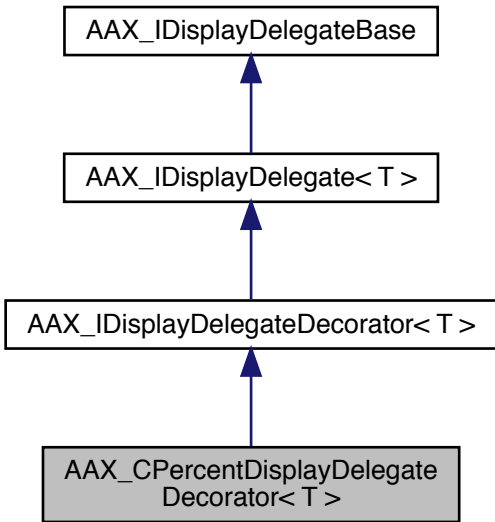 AAX_IDisplayDelegateBase
AAX_IDisplayDelegate< T >
AAX_IDisplayDelegateDecorator< T >
AAX_CPercentDisplayDelegate
Decorator< T >